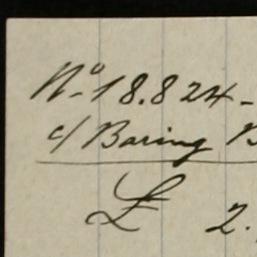 No. 18.824-
c/ Baring B
£ 2.